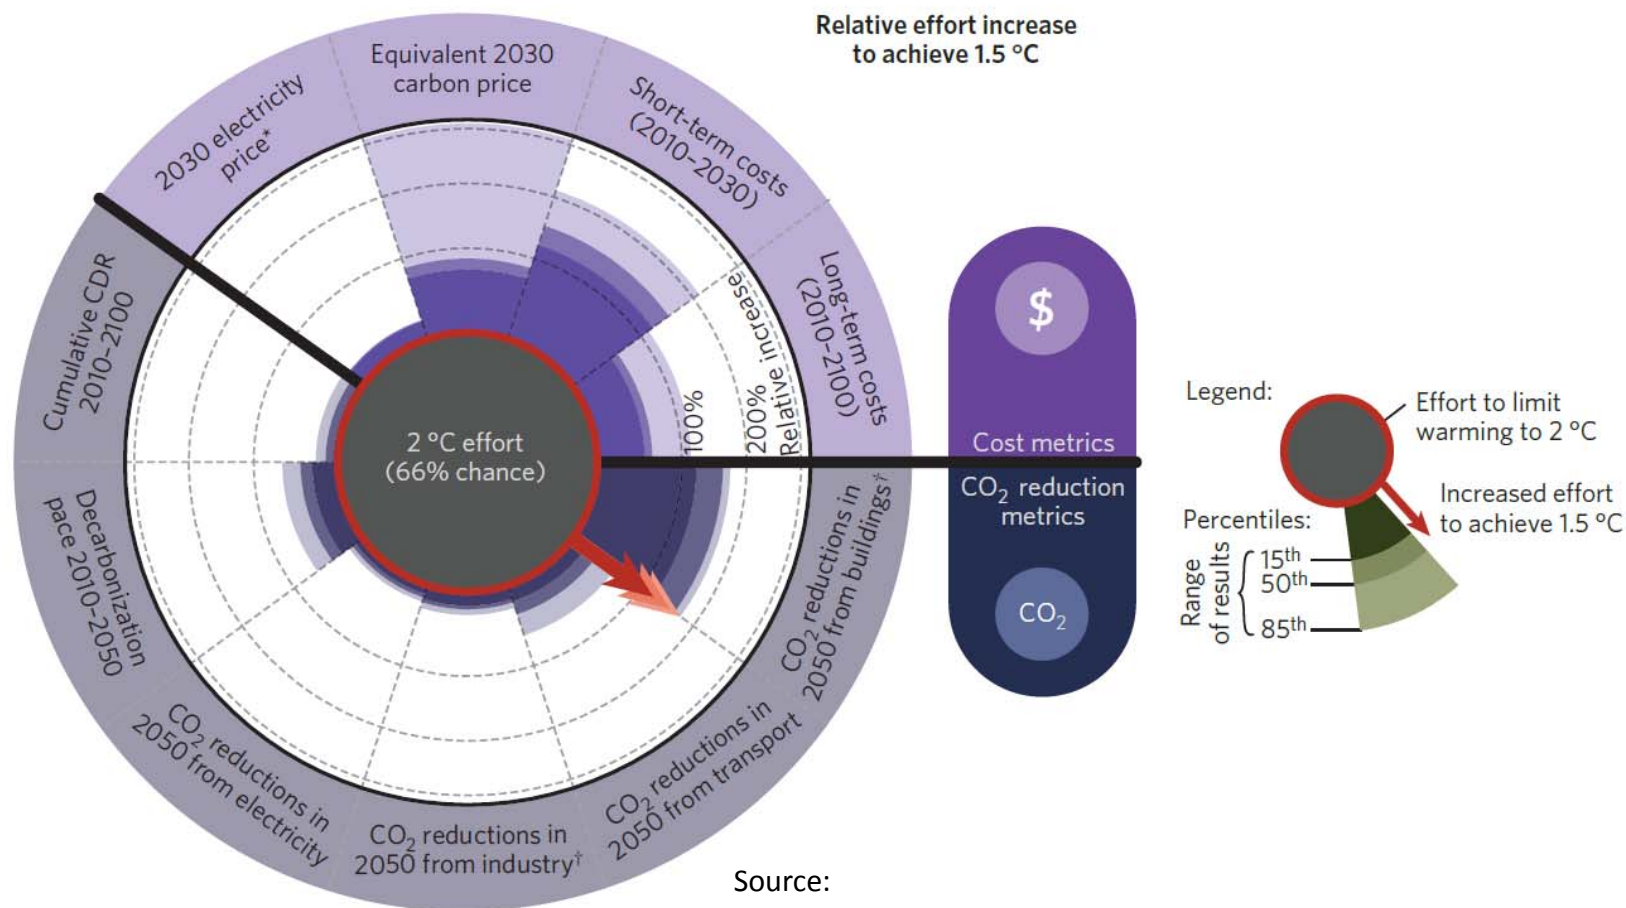 Relative effort increase
to achieve 1.5 °C
Equivalent 2030
carbon price
2030 electricity
price*
Short-term costs
(2010–2030)
Long-term costs
(2010–2100)
Cumulative CDR
2010–2100
2 °C effort
(66% chance)
100%
200%
Relative increase
$
Cost metrics
CO₂ reduction
metrics
CO₂
Decarbonization
pace 2010–2050
CO₂ reductions in
2050 from electricity
CO₂ reductions in
2050 from industry†
CO₂ reductions in
2050 from transport
CO₂ reductions in
2050 from buildings†
Legend:
Effort to limit
warming to 2 °C
Increased effort
to achieve 1.5 °C
Percentiles:
Range
of results
15th
50th
85th
Source: